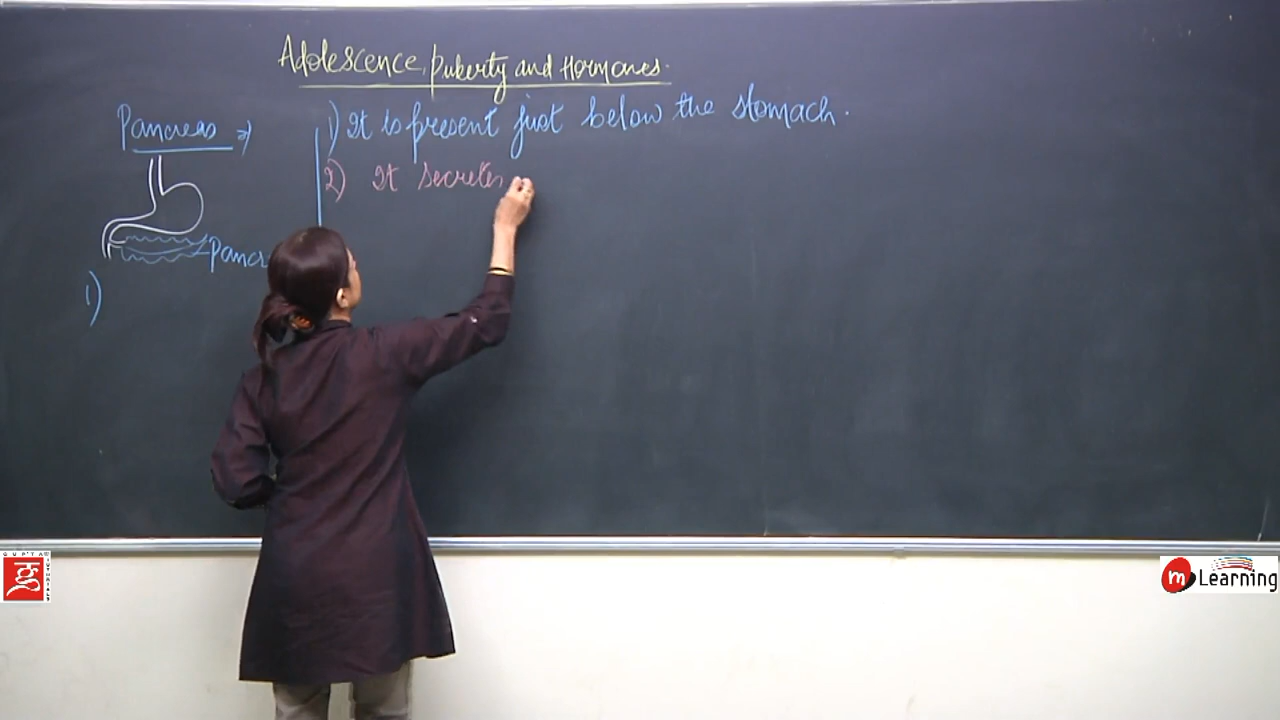 Adolescence, puberty and Hormones.
Pancreas =)
1) It is present just below the stomach.
2) It secretes
Pancr
1)
GUPTA
m Learning